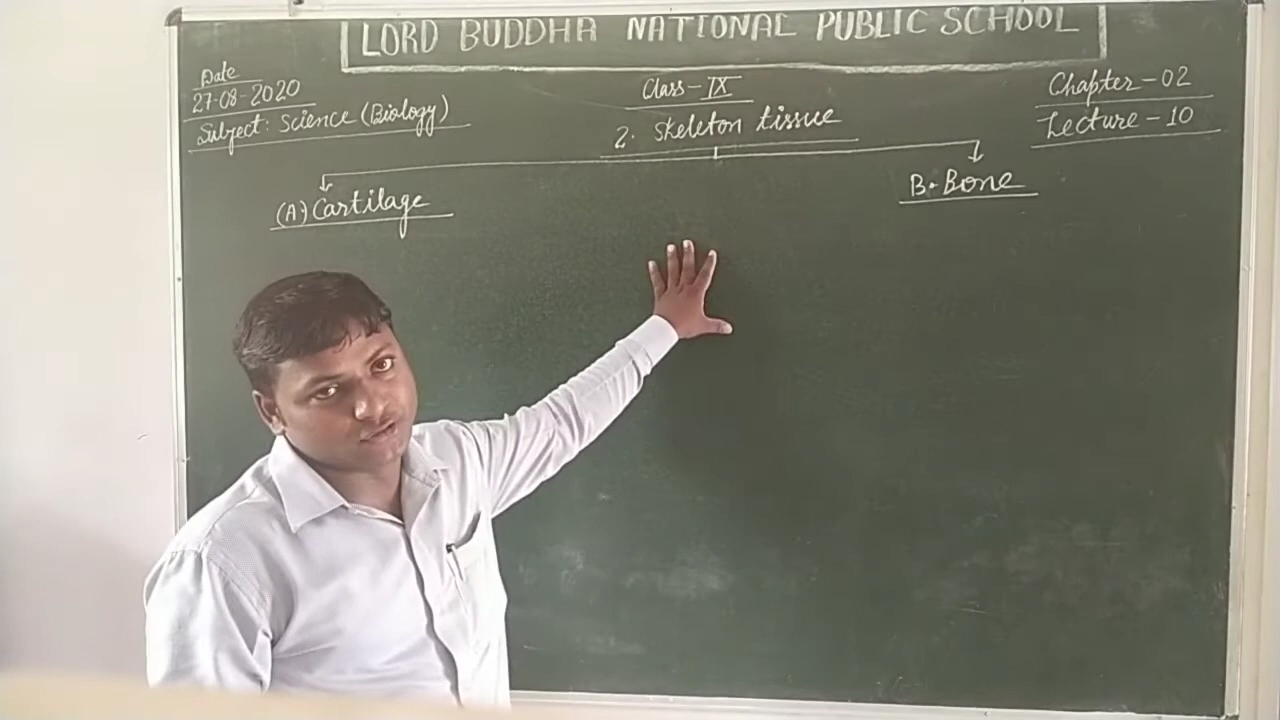 LORD BUDDHA NATIONAL PUBLIC SCHOOL
Date
27-08-2020
Subject: Science (Biology)
Class-IX
2. Skeleton tissue
Chapter-02
Lecture-10
(A) Cartilage
B. Bone